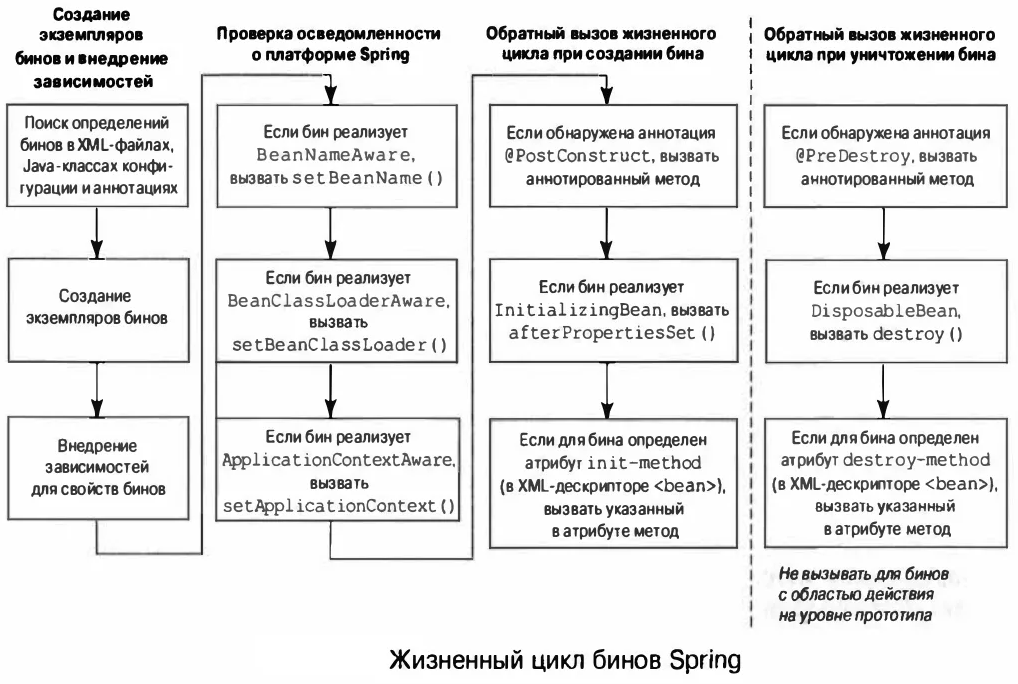 Создание
экземпляров
бинов и внедрение
зависимостей
Поиск определений
бинов в XML-файлах,
Java-классах конфи-
гурации и аннотациях
Создание
экземпляров бинов
Внедрение
зависимостей
для свойств бинов
Проверка осведомленности
о платформе Spring
Если бин реализует
BeanNameAware,
вызвать setBeanName()
Если бин реализует
BeanClassLoaderAware,
вызвать
setBeanClassLoader()
Если бин реализует
ApplicationContextAware,
вызвать
setApplicationContext()
Обратный вызов жизненного
цикла при создании бина
Если обнаружена аннотация
@PostConstruct, вызвать
аннотированный метод
Если бин реализует
InitializingBean, вызвать
afterPropertiesSet()
Если для бина определен
атрибут init-method
(в XML-дескрипторе <bean>),
вызвать указанный
в атрибуте метод
Обратный вызов жизненного
цикла при уничтожении бина
Если обнаружена аннотация
@PreDestroy, вызвать
аннотированный метод
Если бин реализует
DisposableBean,
вызвать destroy()
Если для бина определен
атрибут destroy-method
(в XML-дескрипторе <bean>),
вызвать указанный
в атрибуте метод
Не вызывать для бинов
с областью действия
на уровне прототипа
Жизненный цикл бинов Spring